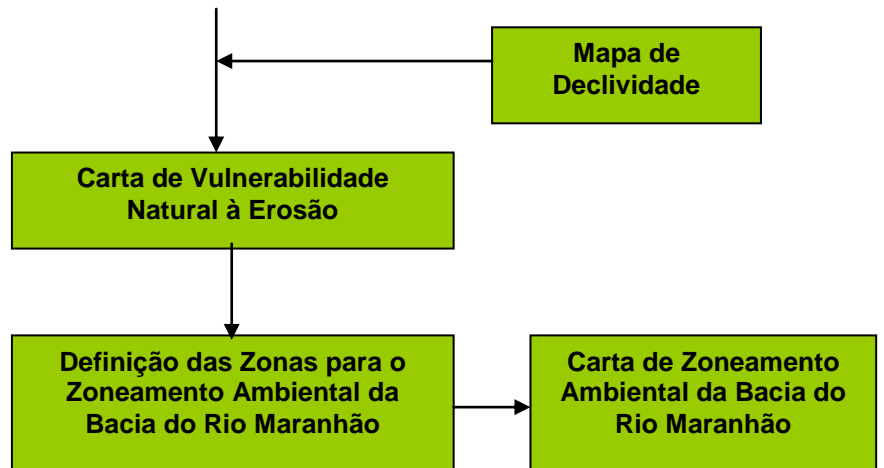 Mapa de
Declividade
Carta de Vulnerabilidade
Natural à Erosão
Definição das Zonas para o
Zoneamento Ambiental da
Bacia do Rio Maranhão
Carta de Zoneamento
Ambiental da Bacia do
Rio Maranhão